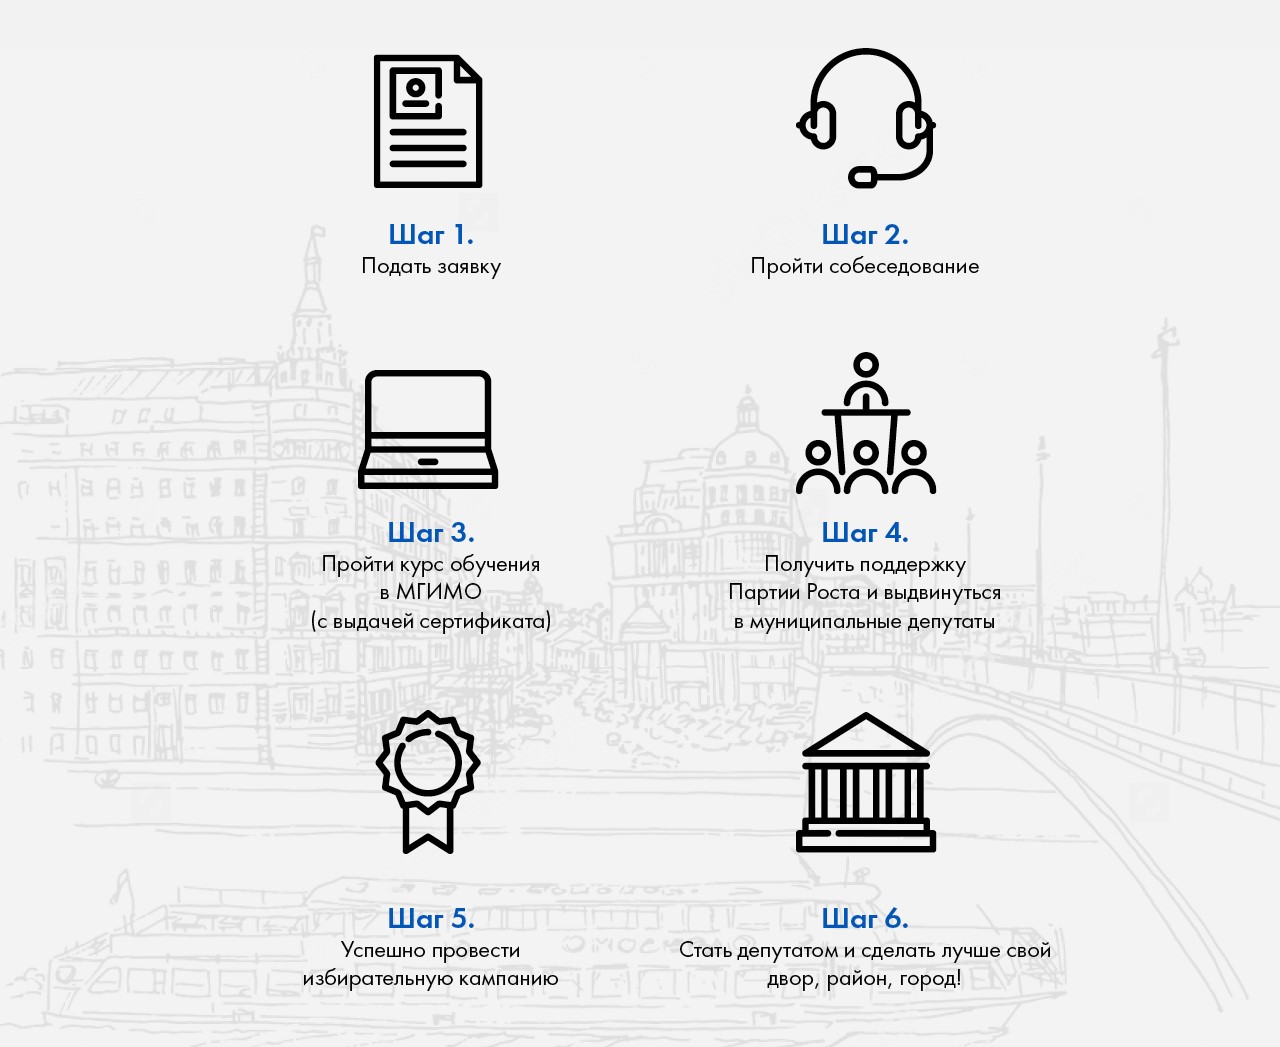 Шаг 1.
Подать заявку
Шаг 2.
Пройти собеседование
Шаг 3.
Пройти курс обучения
в МГИМО
(с выдачей сертификата)
Шаг 4.
Получить поддержку
Партии Роста и выдвинуться
в муниципальные депутаты
Шаг 5.
Успешно провести
избирательную кампанию
Шаг 6.
Стать депутатом и сделать лучше свой
двор, район, город!